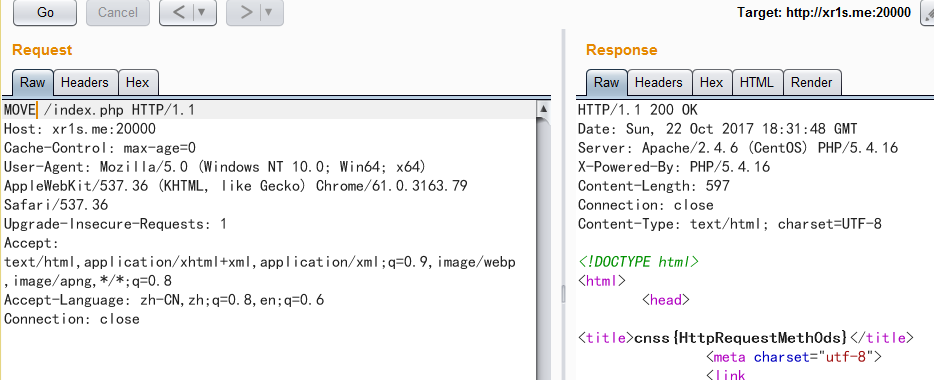 Go
Cancel
<
>
Target: http://xr1s.me:20000
Request
Raw
Headers
Hex
MOVE /index.php HTTP/1.1
Host: xr1s.me:20000
Cache-Control: max-age=0
User-Agent: Mozilla/5.0 (Windows NT 10.0; Win64; x64)
AppleWebKit/537.36 (KHTML, like Gecko) Chrome/61.0.3163.79
Safari/537.36
Upgrade-Insecure-Requests: 1
Accept:
text/html,application/xhtml+xml,application/xml;q=0.9,image/webp
,image/apng,*/*;q=0.8
Accept-Language: zh-CN,zh;q=0.8,en;q=0.6
Connection: close
Response
Raw
Headers
Hex
HTML
Render
HTTP/1.1 200 OK
Date: Sun, 22 Oct 2017 18:31:48 GMT
Server: Apache/2.4.6 (CentOS) PHP/5.4.16
X-Powered-By: PHP/5.4.16
Content-Length: 597
Connection: close
Content-Type: text/html; charset=UTF-8
<!DOCTYPE html>
<html>
<head>
<title>cnss{HttpRequestMethOds}</title>
<meta charset="utf-8">
<link